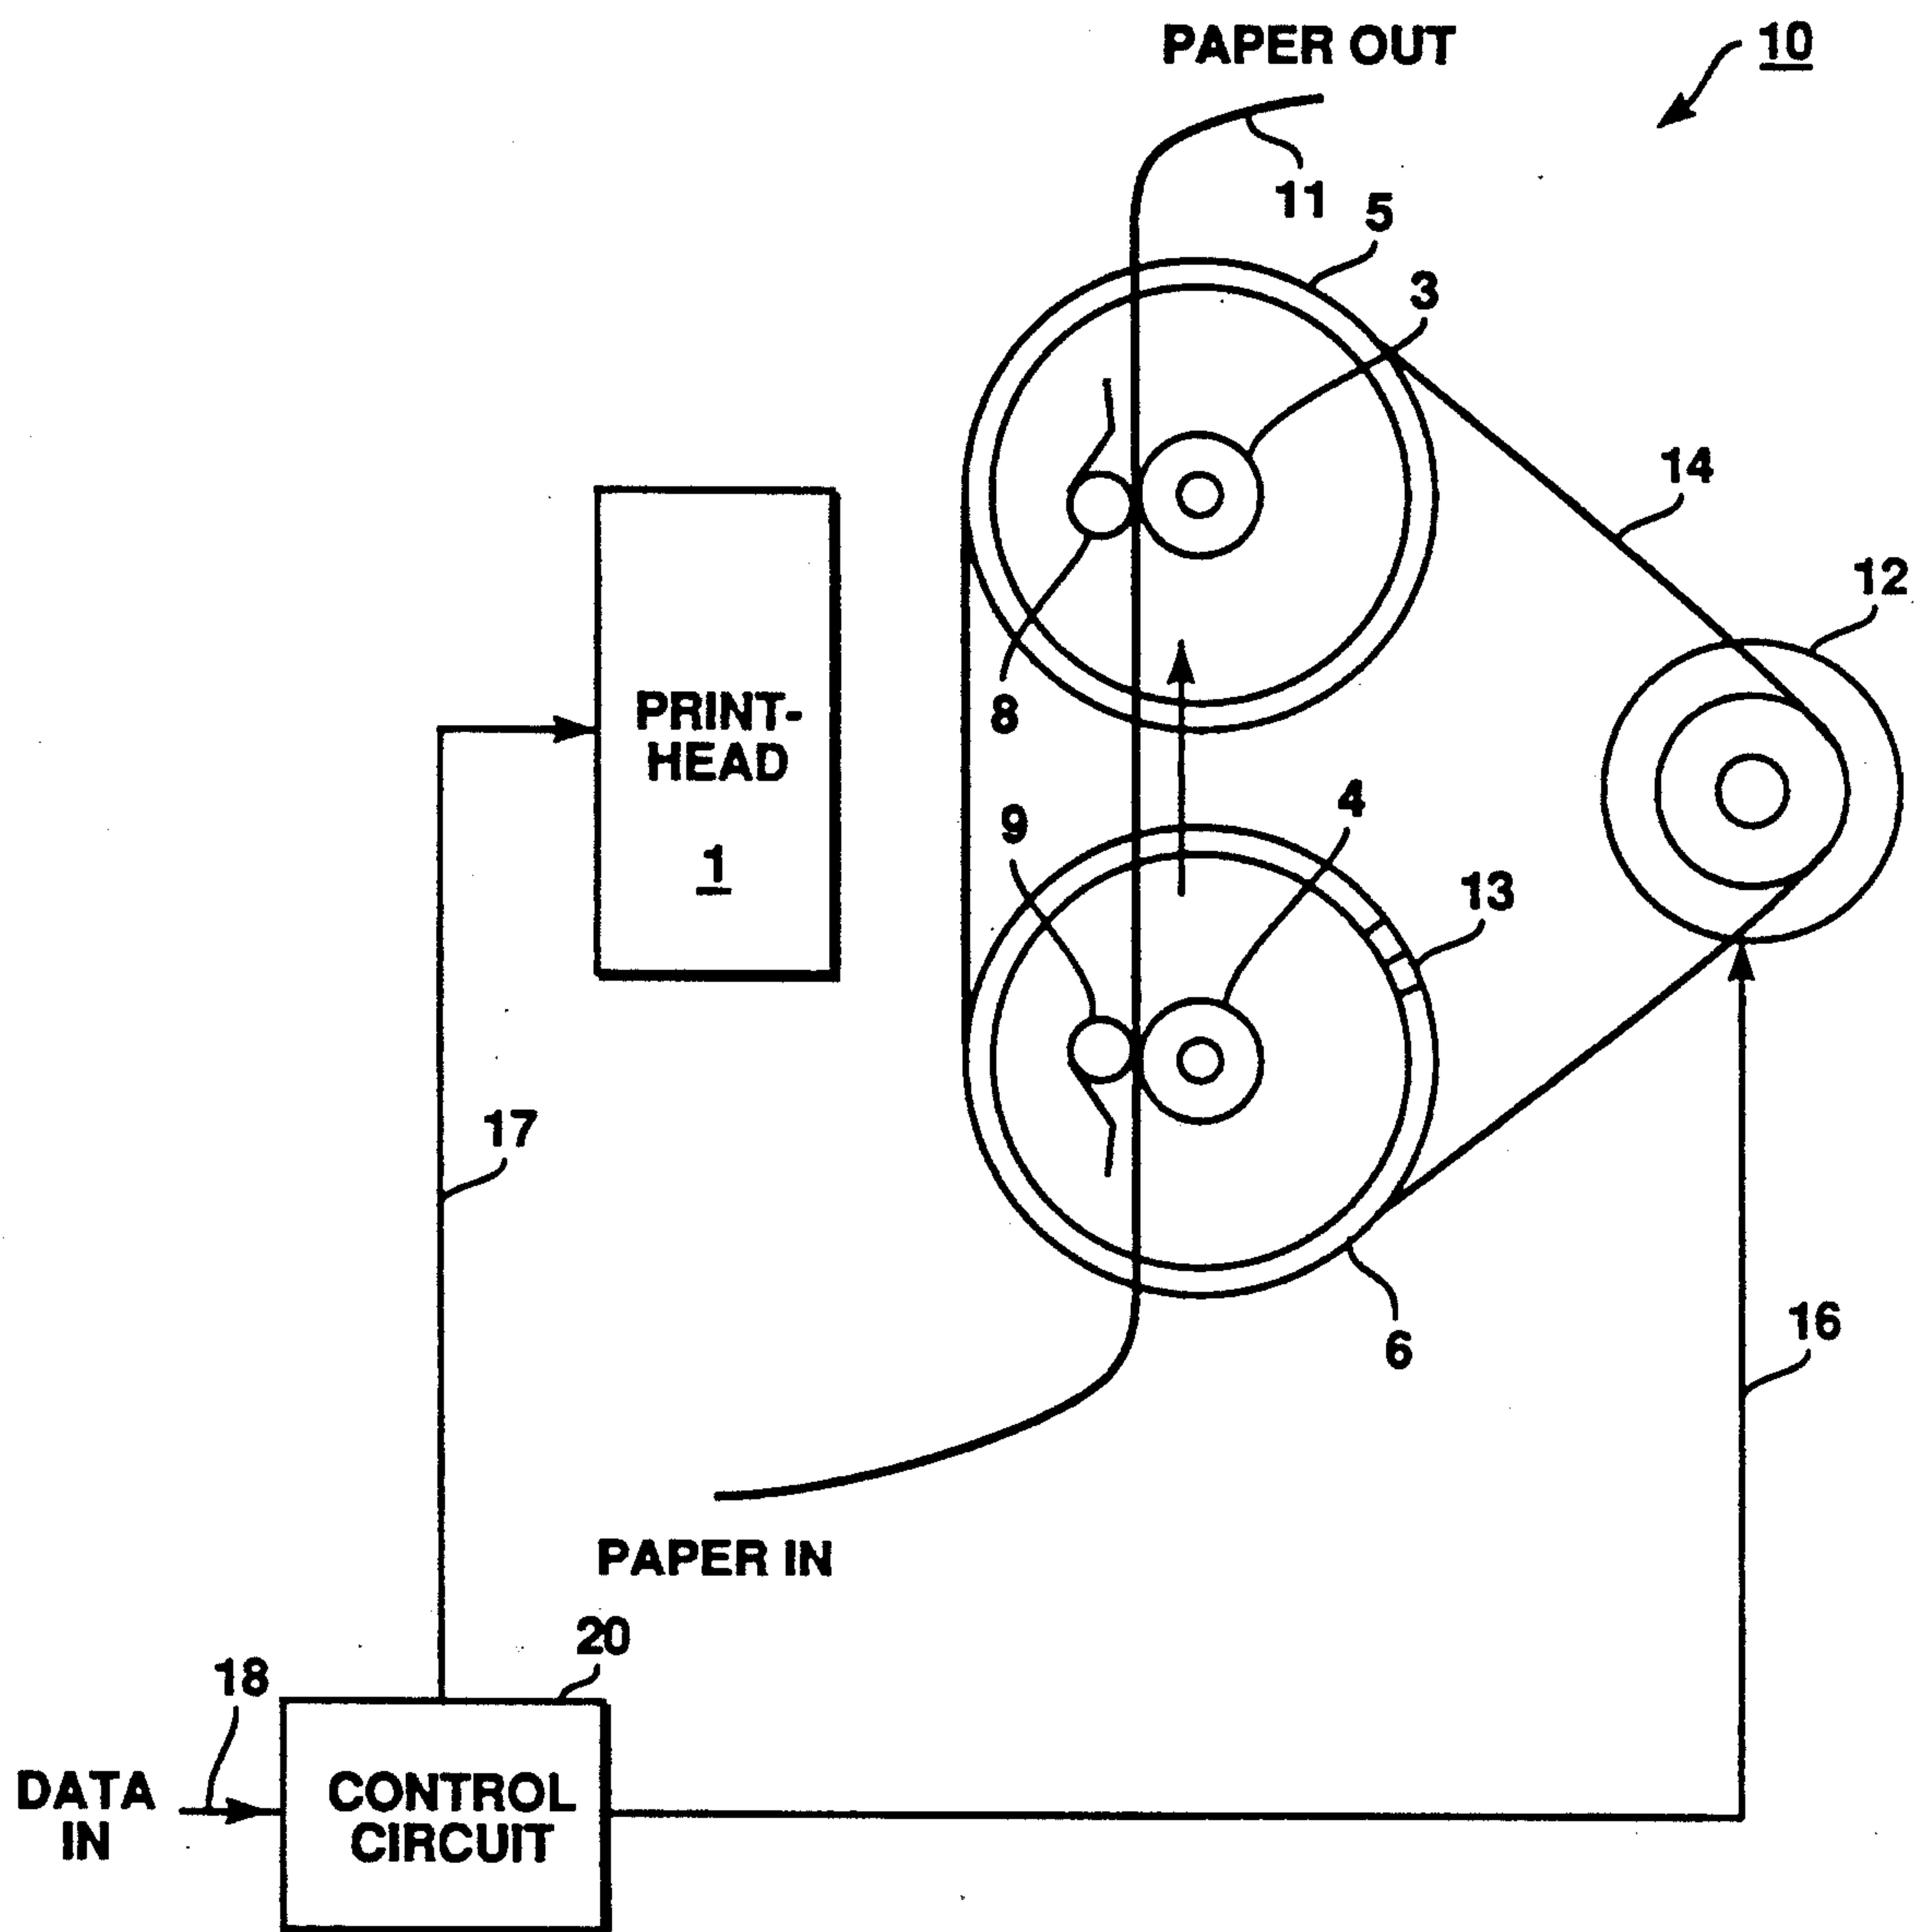 PAPER OUT
10
11
5
3
14
12
8
PRINT-
HEAD
1
9
4
13
17
16
6
PAPER IN
20
18
DATA
IN
CONTROL
CIRCUIT